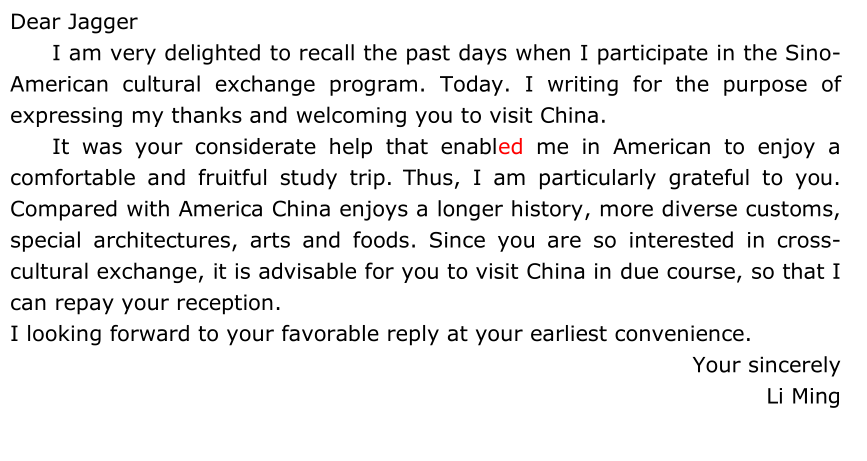 Dear Jagger
I am very delighted to recall the past days when I participate in the Sino-
American cultural exchange program. Today. I writing for the purpose of
expressing my thanks and welcoming you to visit China.
It was your considerate help that enabled me in American to enjoy a
comfortable and fruitful study trip. Thus, I am particularly grateful to you.
Compared with America China enjoys a longer history, more diverse customs,
special architectures, arts and foods. Since you are so interested in cross-
cultural exchange, it is advisable for you to visit China in due course, so that I
can repay your reception.
I looking forward to your favorable reply at your earliest convenience.
Your sincerely
Li Ming